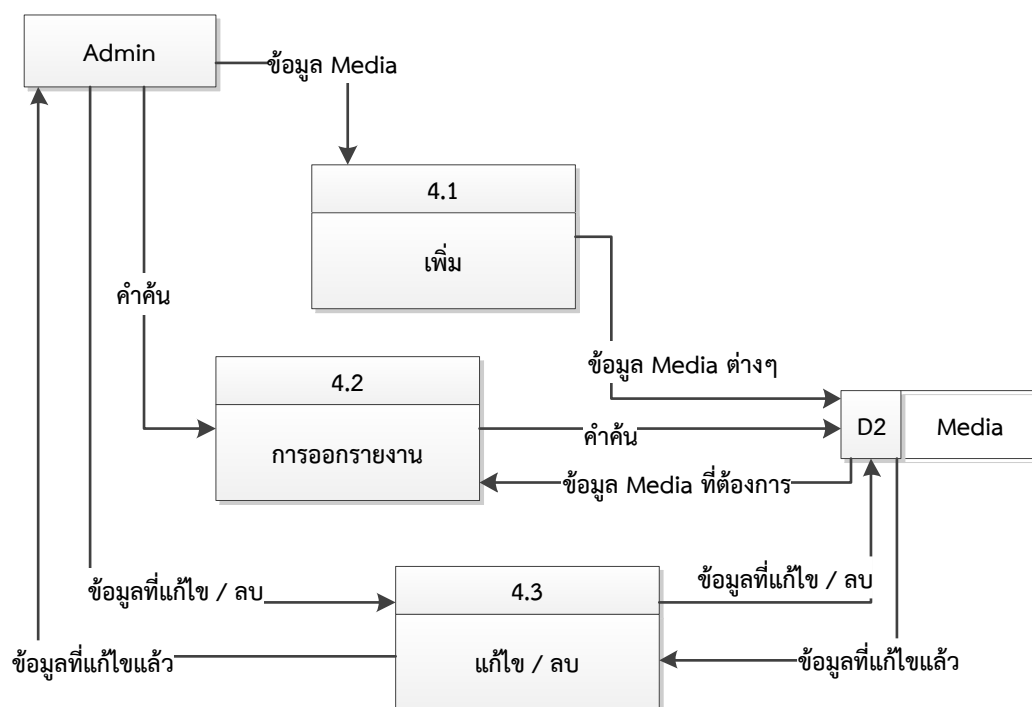 Admin
ข้อมูล Media
4.1
เพิ่ม
คำค้น
ข้อมูล Media ต่างๆ
4.2
การออกรายงาน
คำค้น
D2
Media
ข้อมูล Media ที่ต้องการ
ข้อมูลที่แก้ไข / ลบ
4.3
ข้อมูลที่แก้ไข / ลบ
ข้อมูลที่แก้ไขแล้ว
แก้ไข / ลบ
ข้อมูลที่แก้ไขแล้ว